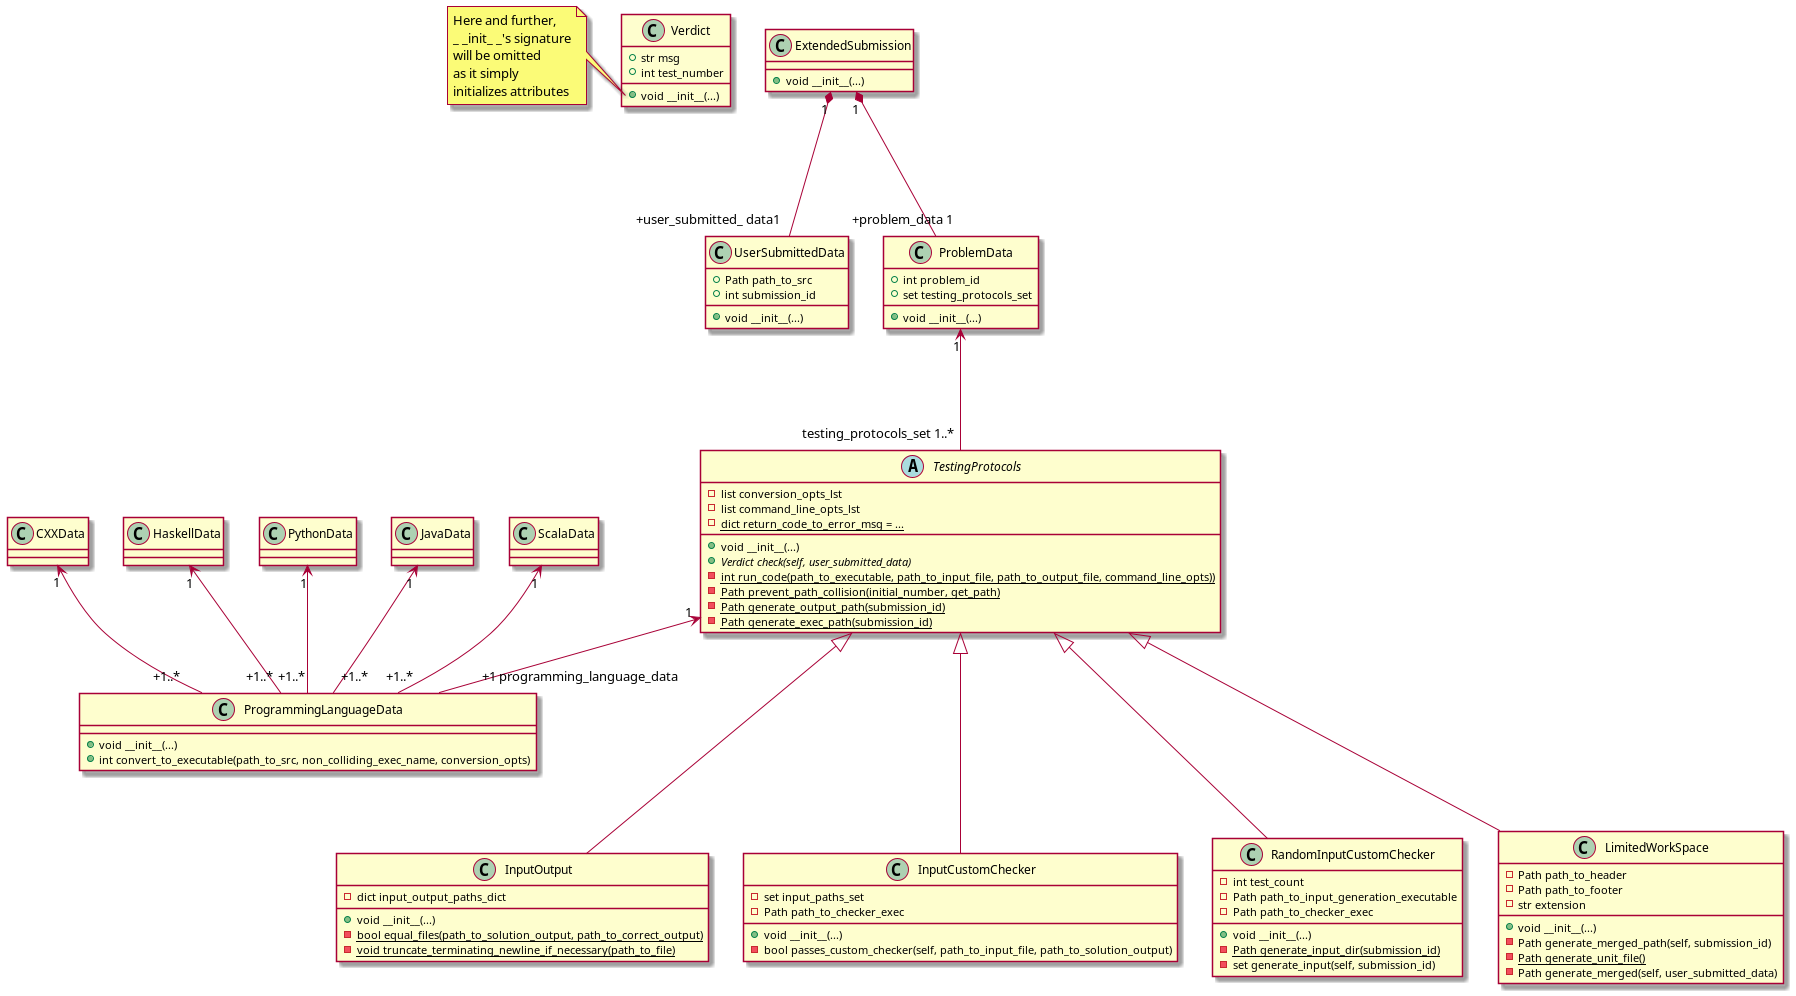 Here and further,
_ _init_ _'s signature
will be omitted
as it simply
initializes attributes
C Verdict
str msg
int test_number
void __init__(...)
C ExtendedSubmission
void __init__(...)
1
1
+user_submitted_ data1
+problem_data 1
C UserSubmittedData
Path path_to_src
int submission_id
void __init__(...)
C ProblemData
int problem_id
set testing_protocols_set
void __init__(...)
1
testing_protocols_set 1..*
A TestingProtocols
list conversion_opts_lst
list command_line_opts_lst
dict return_code_to_error_msg = ...
void __init__(...)
Verdict check(self, user_submitted_data)
int run_code(path_to_executable, path_to_input_file, path_to_output_file, command_line_opts))
Path prevent_path_collision(initial_number, get_path)
Path generate_output_path(submission_id)
Path generate_exec_path(submission_id)
C CXXData
C HaskellData
C PythonData
C JavaData
C ScalaData
1
1
1
1
1
1
+1..*
+1..*
+1..*
+1..*
+1..*
+1 programming_language_data
C ProgrammingLanguageData
void __init__(...)
int convert_to_executable(path_to_src, non_colliding_exec_name, conversion_opts)
C InputOutput
dict input_output_paths_dict
void __init__(...)
bool equal_files(path_to_solution_output, path_to_correct_output)
void truncate_terminating_newline_if_necessary(path_to_file)
C InputCustomChecker
set input_paths_set
Path path_to_checker_exec
void __init__(...)
bool passes_custom_checker(self, path_to_input_file, path_to_solution_output)
C RandomInputCustomChecker
int test_count
Path path_to_input_generation_executable
Path path_to_checker_exec
void __init__(...)
Path generate_input_dir(submission_id)
set generate_input(self, submission_id)
C LimitedWorkSpace
Path path_to_header
Path path_to_footer
str extension
void __init__(...)
Path generate_merged_path(self, submission_id)
Path generate_unit_file()
Path generate_merged(self, user_submitted_data)